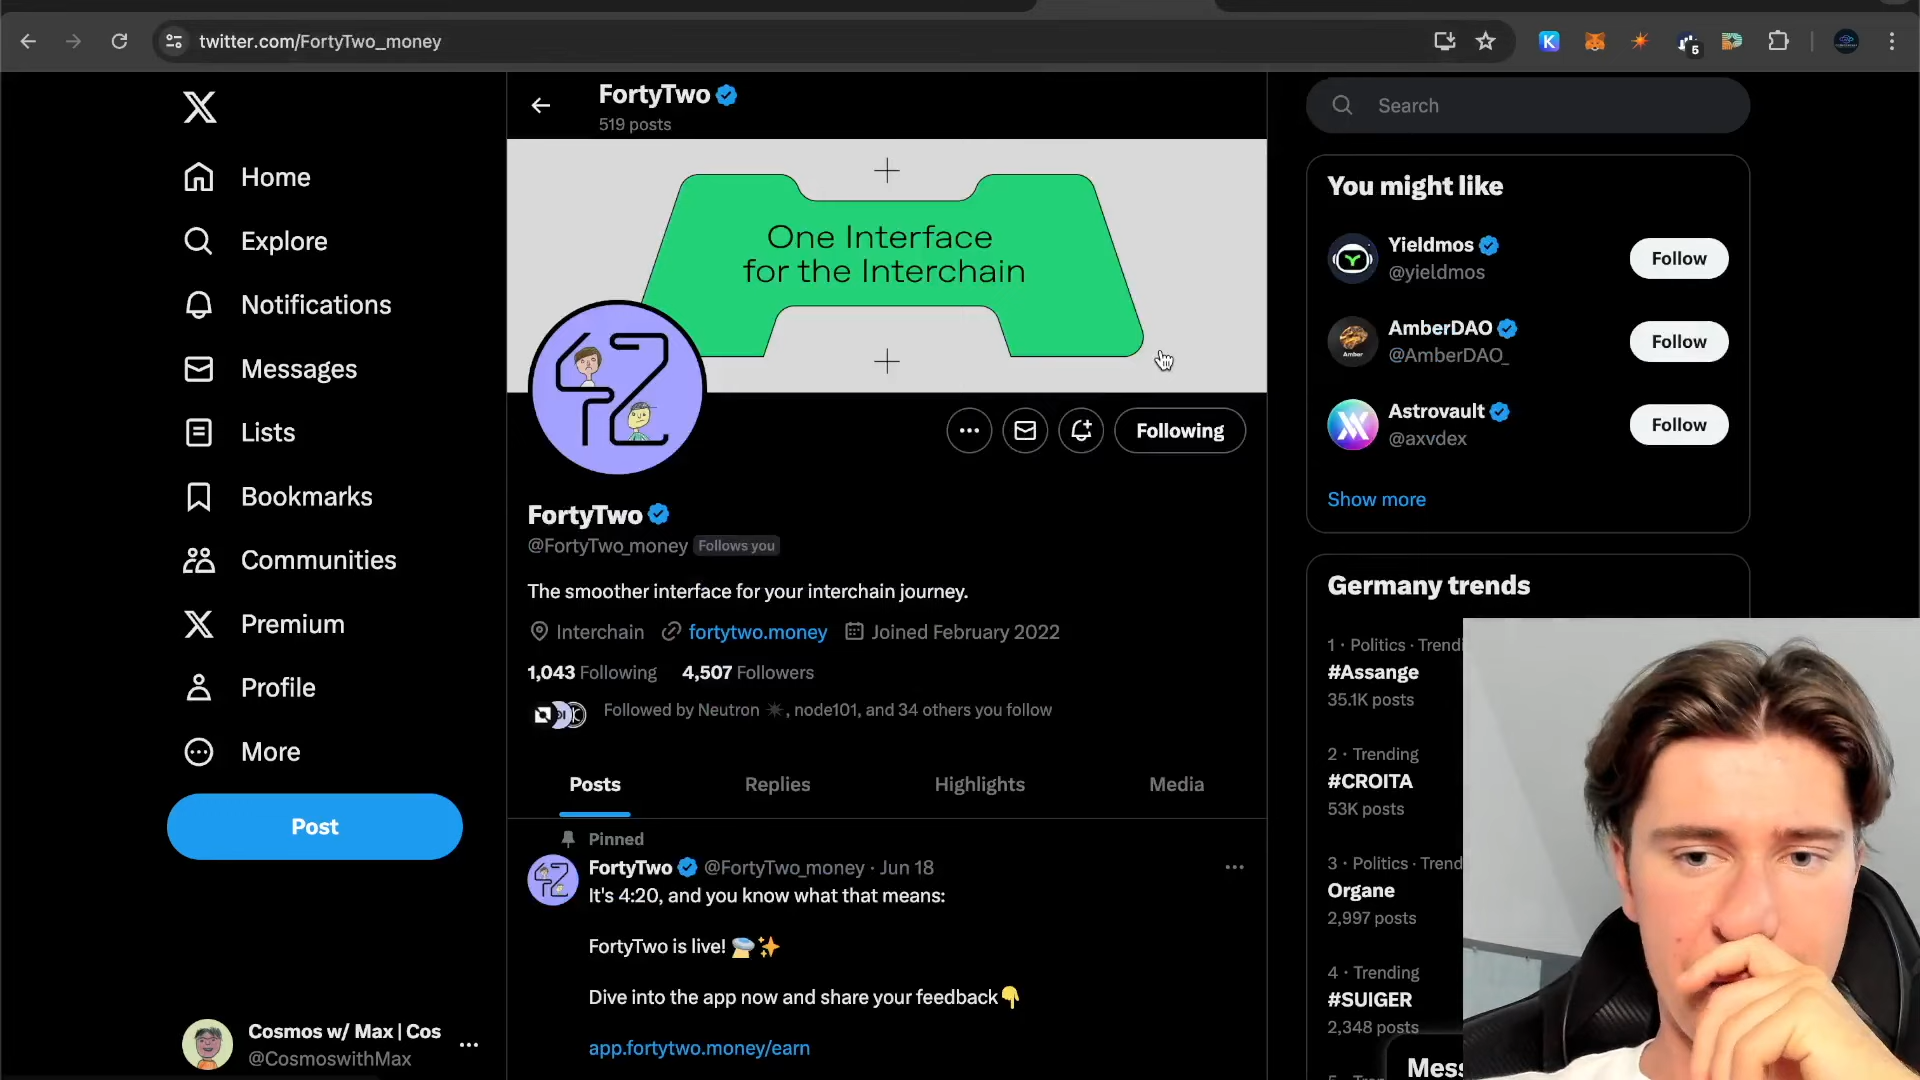 twitter.com/FortyTwo_money
5
FortyTwo
519 posts
Search
Home
Explore
Notifications
Messages
Lists
Bookmarks
Communities
Premium
Profile
More
Post
Cosmos w/ Max | Cos
@CosmoswithMax
One Interface
for the Interchain
Following
FortyTwo
@FortyTwo_money Follows you
The smoother interface for your interchain journey.
Interchain fortytwo.money Joined February 2022
1,043 Following 4,507 Followers
Followed by Neutron ✴, node101, and 34 others you follow
Posts Replies Highlights Media
Pinned
FortyTwo @FortyTwo_money · Jun 18
It's 4:20, and you know what that means:
FortyTwo is live!
Dive into the app now and share your feedback👇
app.fortytwo.money/earn
You might like
Yieldmos
@yieldmos
Follow
AmberDAO
@AmberDAO_
Follow
Astrovault
@axvdex
Follow
Show more
Germany trends
1 · Politics · Trendi
#Assange
35.1K posts
2 · Trending
#CROITA
53K posts
3 · Politics · Trend
Organe
2,997 posts
4 · Trending
#SUIGER
2,348 posts
Mess